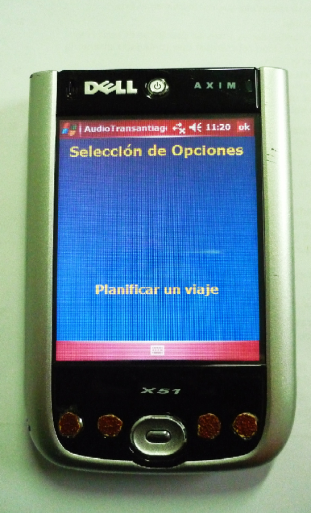 DELL AXIM
AudioTransantiag 11:20 ok
Selección de Opciones
Planificar un viaje
X51